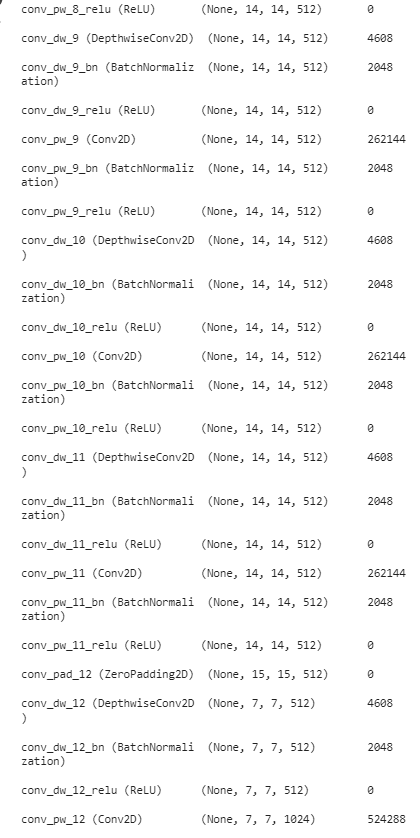 conv_pw_8_relu (ReLU) (None, 14, 14, 512) 0
conv_dw_9 (DepthwiseConv2D) (None, 14, 14, 512) 4608
conv_dw_9_bn (BatchNormaliz (None, 14, 14, 512) 2048
ation)
conv_dw_9_relu (ReLU) (None, 14, 14, 512) 0
conv_pw_9 (Conv2D) (None, 14, 14, 512) 262144
conv_pw_9_bn (BatchNormaliz (None, 14, 14, 512) 2048
ation)
conv_pw_9_relu (ReLU) (None, 14, 14, 512) 0
conv_dw_10 (DepthwiseConv2D (None, 14, 14, 512) 4608
)
conv_dw_10_bn (BatchNormali (None, 14, 14, 512) 2048
zation)
conv_dw_10_relu (ReLU) (None, 14, 14, 512) 0
conv_pw_10 (Conv2D) (None, 14, 14, 512) 262144
conv_pw_10_bn (BatchNormali (None, 14, 14, 512) 2048
zation)
conv_pw_10_relu (ReLU) (None, 14, 14, 512) 0
conv_dw_11 (DepthwiseConv2D (None, 14, 14, 512) 4608
)
conv_dw_11_bn (BatchNormali (None, 14, 14, 512) 2048
zation)
conv_dw_11_relu (ReLU) (None, 14, 14, 512) 0
conv_pw_11 (Conv2D) (None, 14, 14, 512) 262144
conv_pw_11_bn (BatchNormali (None, 14, 14, 512) 2048
zation)
conv_pw_11_relu (ReLU) (None, 14, 14, 512) 0
conv_pad_12 (ZeroPadding2D) (None, 15, 15, 512) 0
conv_dw_12 (DepthwiseConv2D (None, 7, 7, 512) 4608
)
conv_dw_12_bn (BatchNormali (None, 7, 7, 512) 2048
zation)
conv_dw_12_relu (ReLU) (None, 7, 7, 512) 0
conv_pw_12 (Conv2D) (None, 7, 7, 1024) 524288